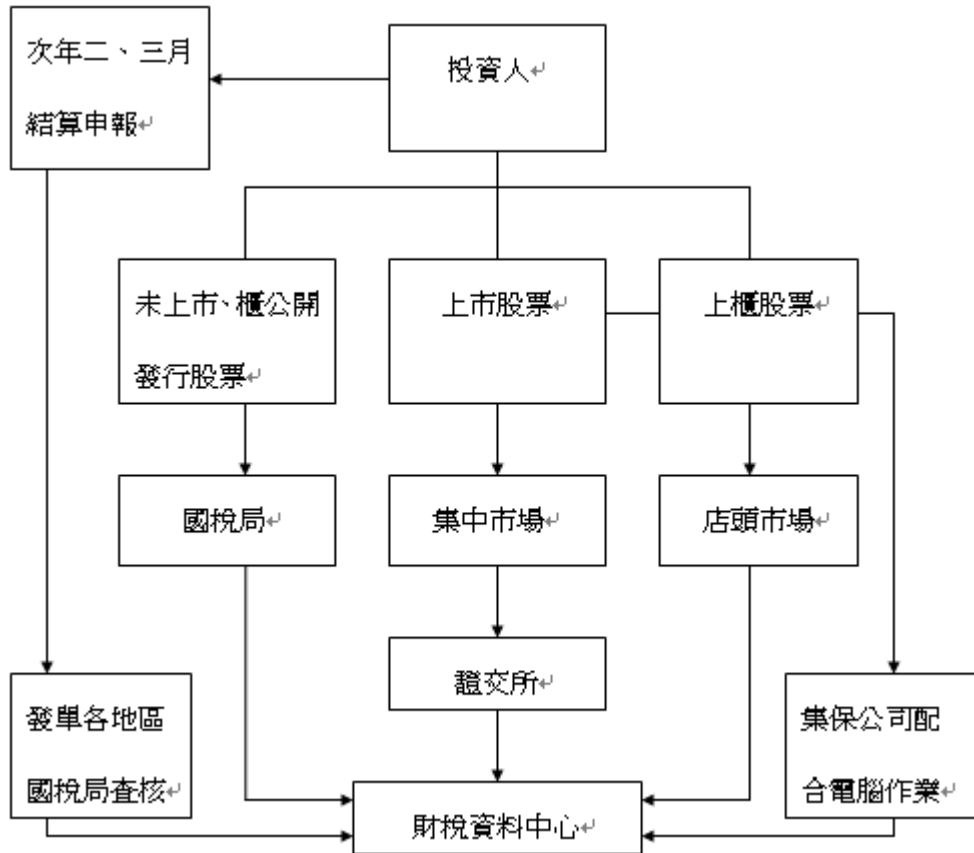 次年二、三月
結算申報
投資人
未上市、櫃公開
發行股票
上市股票
上櫃股票
國稅局
集中市場
店頭市場
證交所
發單各地區
國稅局查核
集保公司配
合電腦作業
財稅資料中心